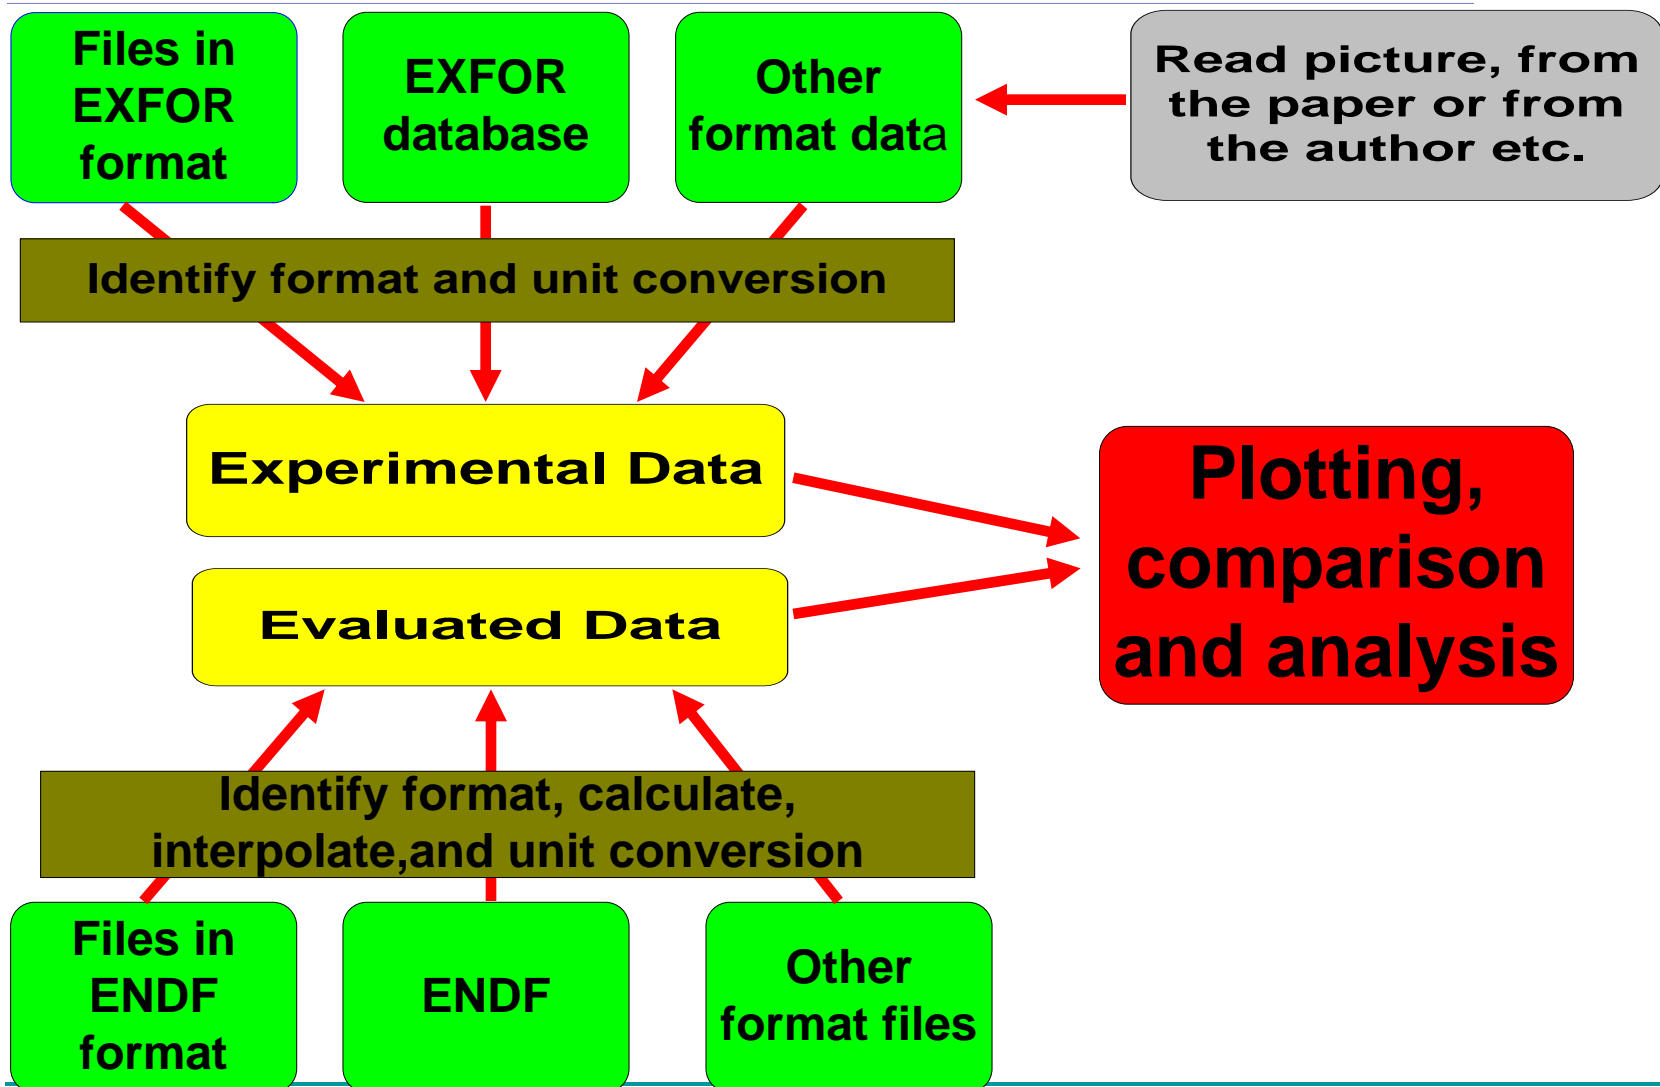 Files in
EXFOR
format
EXFOR
database
Other
format data
Read picture, from
the paper or from
the author etc.
Identify format and unit conversion
Experimental Data
Plotting,
comparison
and analysis
Evaluated Data
Identify format, calculate,
interpolate,and unit conversion
Files in
ENDF
format
ENDF
Other
format files